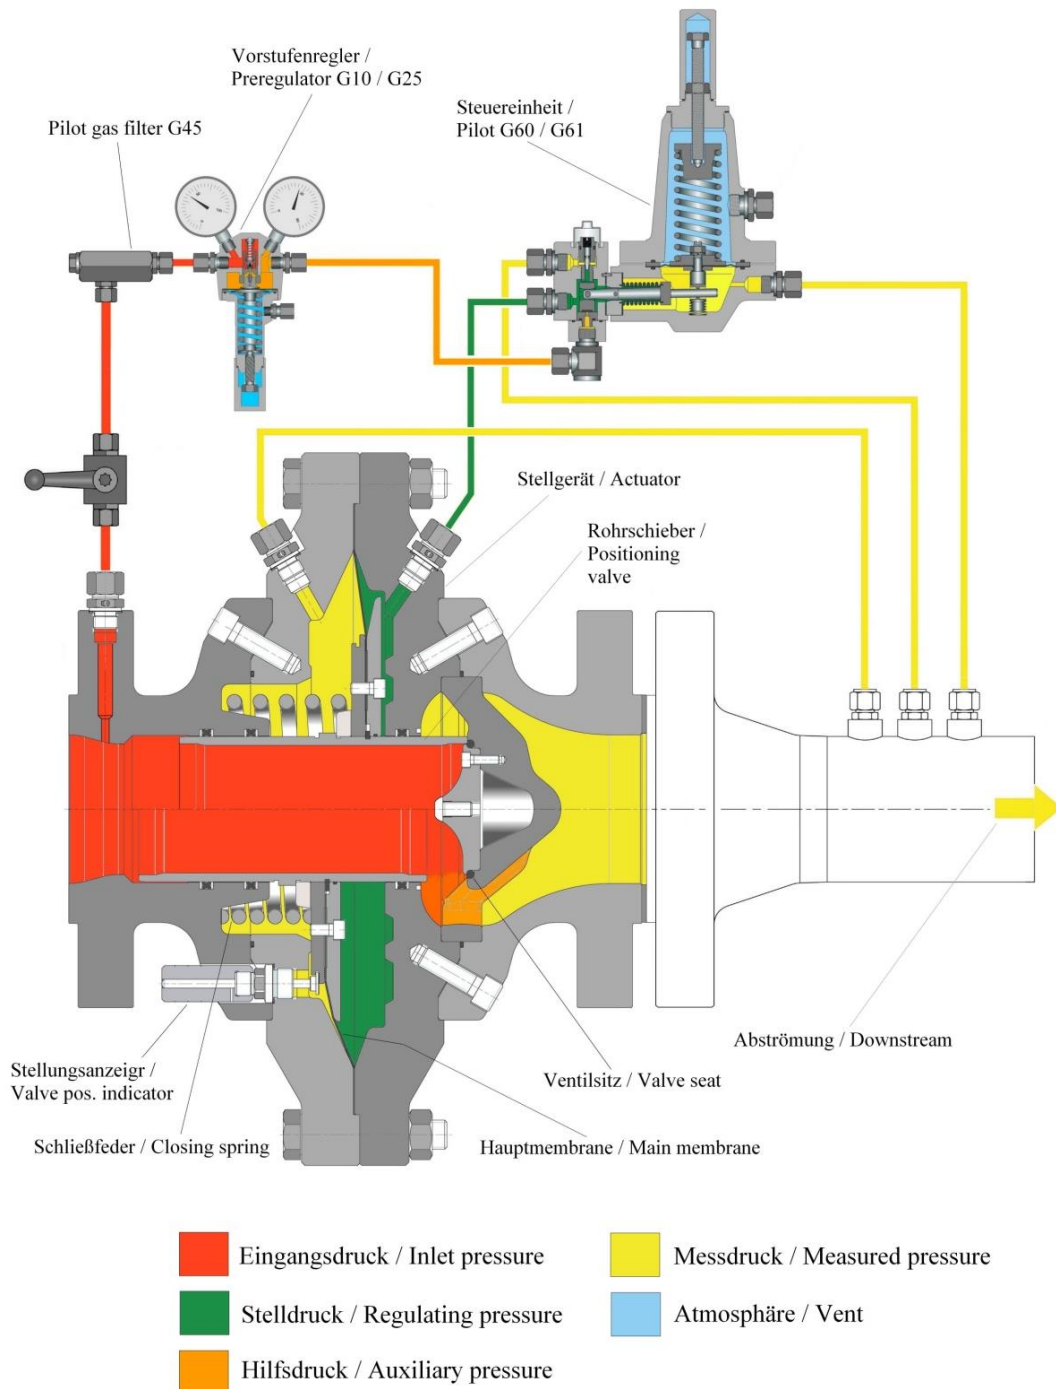 Vorstufenregler /
Preregulator G10 / G25
Steuereinheit /
Pilot G60 / G61
Pilot gas filter G45
Stellgerät / Actuator
Rohrschieber /
Positioning
valve
Abströmung / Downstream
Stellungsanzeigr /
Valve pos. indicator
Ventilsitz / Valve seat
Schließfeder / Closing spring
Hauptmembrane / Main membrane
Eingangsdruck / Inlet pressure
Messdruck / Measured pressure
Stelldruck / Regulating pressure
Atmosphäre / Vent
Hilfsdruck / Auxiliary pressure